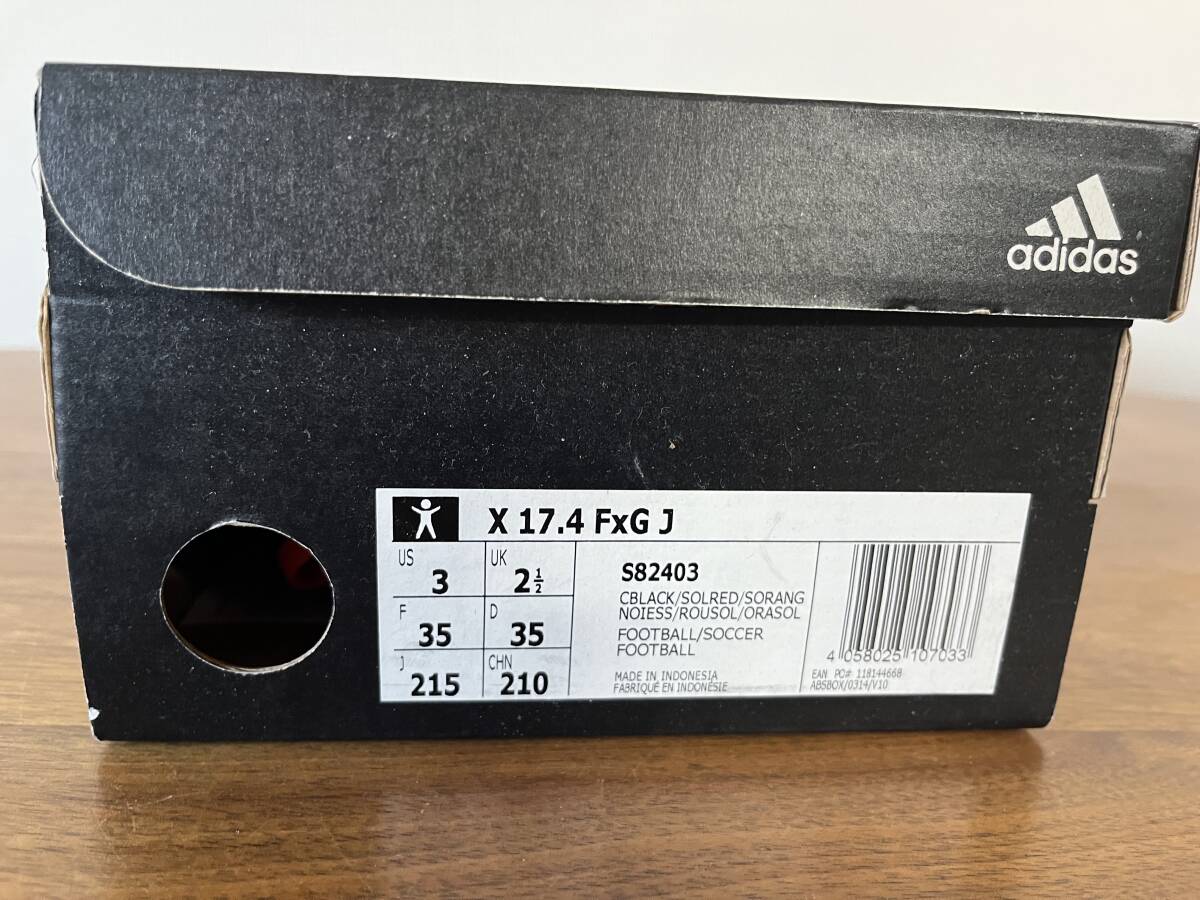 adidas
X 17.4 FxG J
US 3 UK 2½
F 35 D 35
J 215 CHN 210
S82403
CBLACK/SOLRED/SORANG
NOIESS/ROUSOL/ORASOL
FOOTBALL/SOCCER
FOOTBALL
MADE IN INDONESIA
FABRIQUÉ EN INDONÉSIE
4 058025 107033
EAN PO# 118144668
ABSBOX/0314/V10